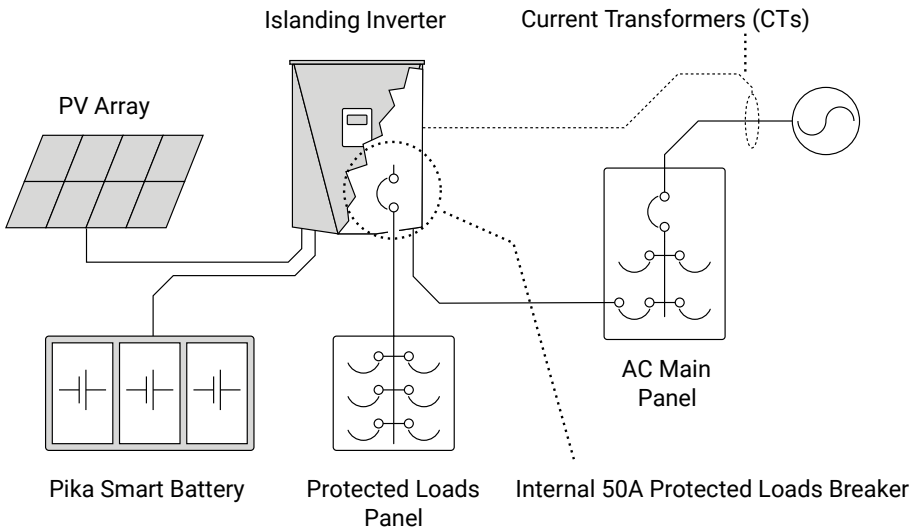 Islanding Inverter
Current Transformers (CTs)
PV Array
AC Main
Panel
Pika Smart Battery
Protected Loads
Panel
Internal 50A Protected Loads Breaker